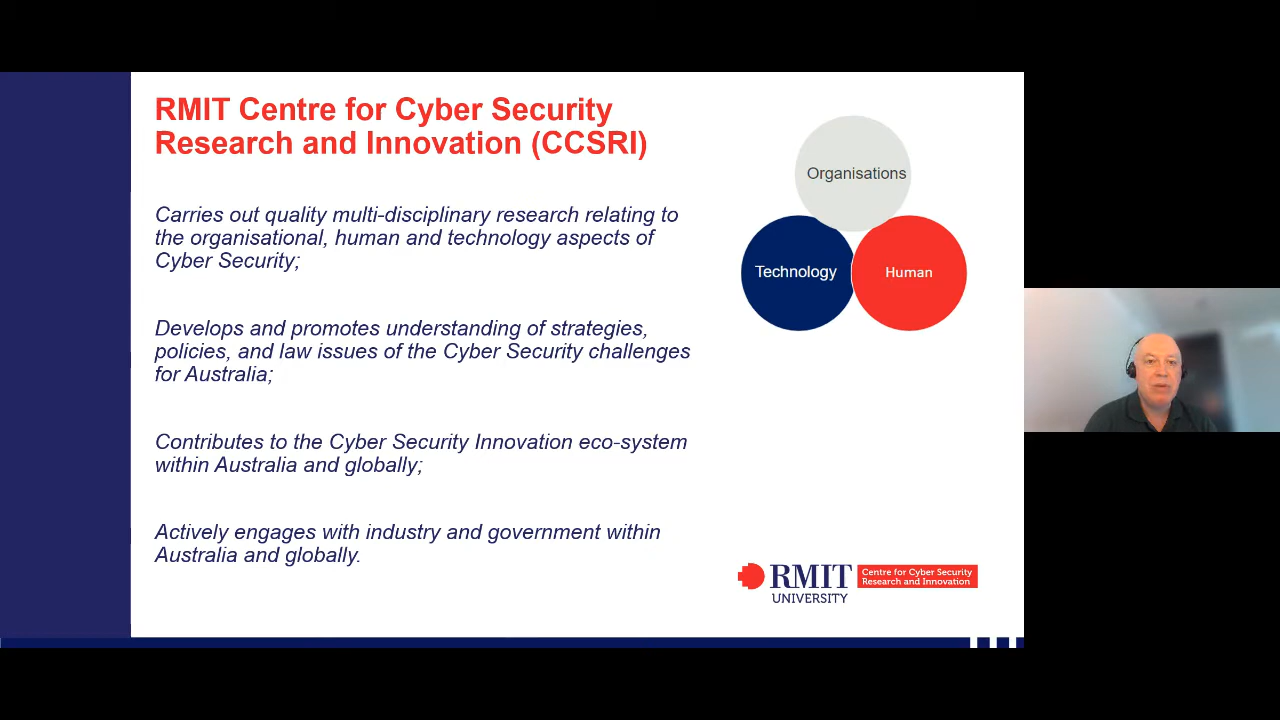 RMIT Centre for Cyber Security
Research and Innovation (CCSRI)
Carries out quality multi-disciplinary research relating to
the organisational, human and technology aspects of
Cyber Security;
Develops and promotes understanding of strategies,
policies, and law issues of the Cyber Security challenges
for Australia;
Contributes to the Cyber Security Innovation eco-system
within Australia and globally;
Actively engages with industry and government within
Australia and globally.
Organisations
Technology
Human
RMIT
UNIVERSITY
Centre for Cyber Security
Research and Innovation